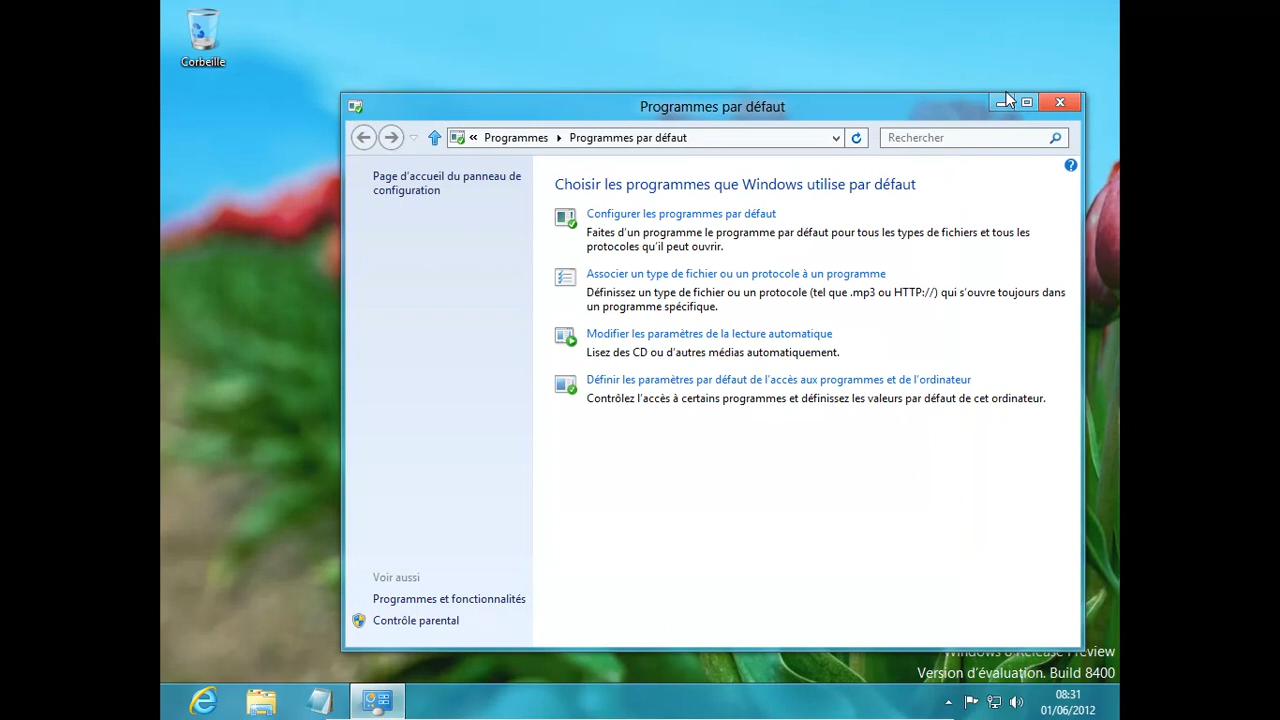 Corbeille
Programmes par défaut
« Programmes ▸ Programmes par défaut
Rechercher
Page d'accueil du panneau de
configuration
Choisir les programmes que Windows utilise par défaut
Configurer les programmes par défaut
Faites d'un programme le programme par défaut pour tous les types de fichiers et tous les
protocoles qu'il peut ouvrir.
Associer un type de fichier ou un protocole à un programme
Définissez un type de fichier ou un protocole (tel que .mp3 ou HTTP://) qui s'ouvre toujours dans
un programme spécifique.
Modifier les paramètres de la lecture automatique
Lisez des CD ou d'autres médias automatiquement.
Définir les paramètres par défaut de l'accès aux programmes et de l'ordinateur
Contrôlez l'accès à certains programmes et définissez les valeurs par défaut de cet ordinateur.
Voir aussi
Programmes et fonctionnalités
Contrôle parental
Windows 8 Release Preview
Version d'évaluation. Build 8400
08:31
01/06/2012